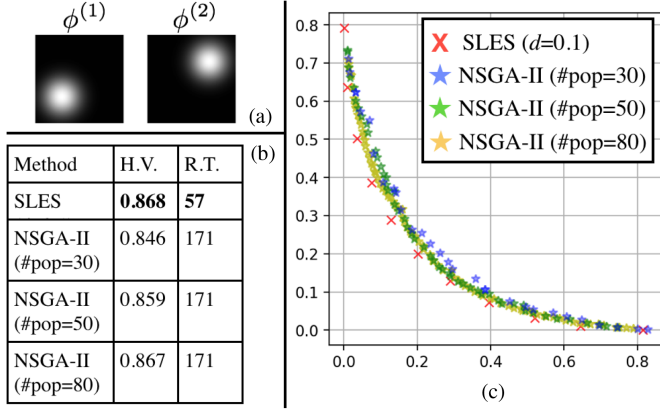 ϕ(1) ϕ(2)
(a)
(b)
Method H.V. R.T.
SLES 0.868 57
NSGA-II 0.846 171
(#pop=30)
NSGA-II 0.859 171
(#pop=50)
NSGA-II 0.867 171
(#pop=80)
0.8
0.7
0.6
0.5
0.4
0.3
0.2
0.1
0.0
SLES (d=0.1)
NSGA-II (#pop=30)
NSGA-II (#pop=50)
NSGA-II (#pop=80)
0.0 0.2 0.4 0.6 0.8
(c)